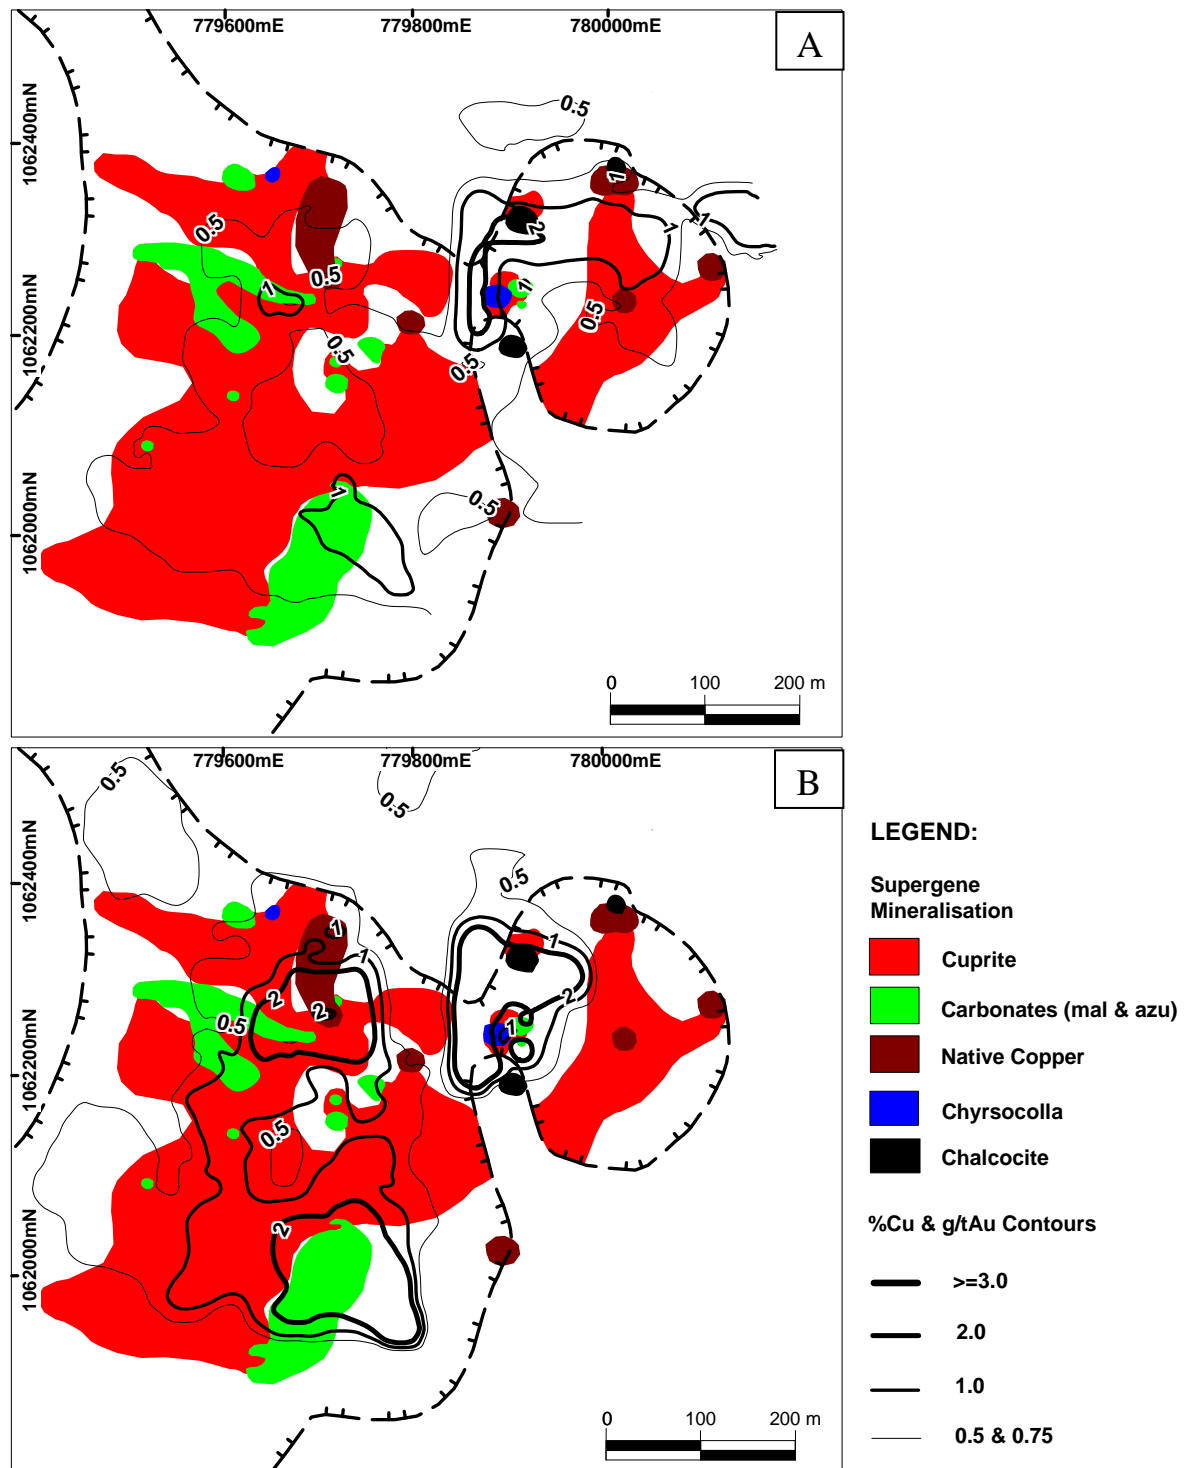 779600mE 779800mE 780000mE
A
0.5
1062400mN
1
0.5
2
1
1
0.5
1
1
0.5
1062200mN
0.5
0.5
1
0.5
1062000mN
0 100 200 m
779600mE 779800mE 780000mE
B
0.5
0.5
1062400mN
0.5
1
1
1
2
2
2
0.5
1
1062200mN
0.5
2
1062000mN
0 100 200 m
LEGEND:
Supergene
Mineralisation
Cuprite
Carbonates (mal & azu)
Native Copper
Chyrsocolla
Chalcocite
%Cu & g/tAu Contours
>=3.0
2.0
1.0
0.5 & 0.75